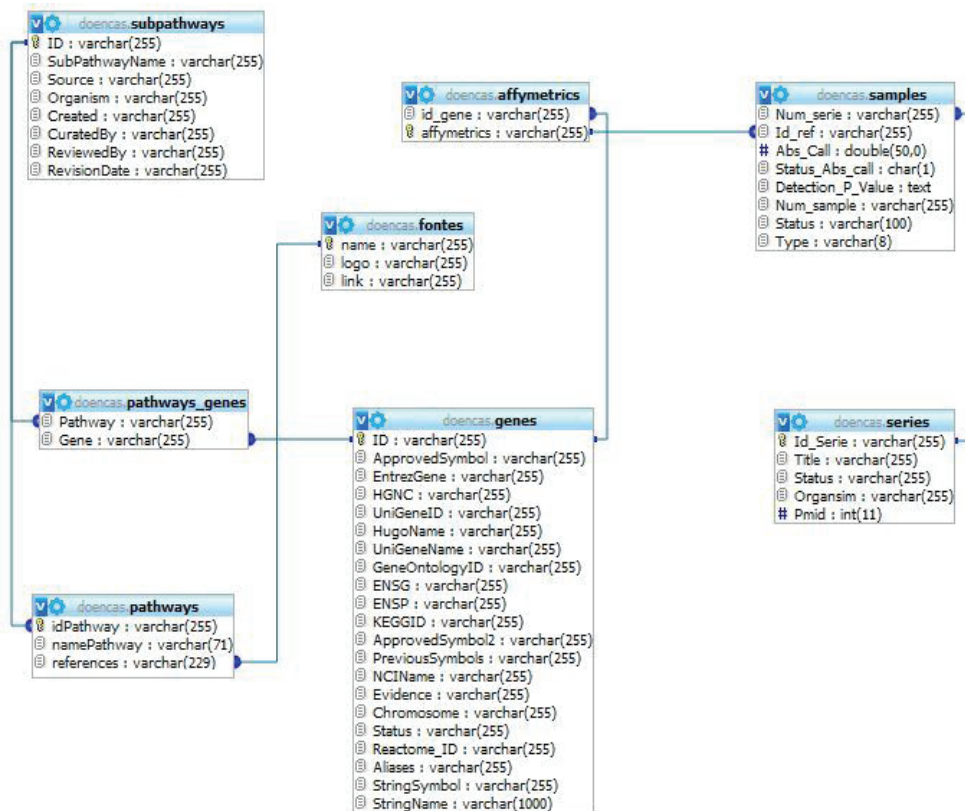 doencas.subpathways
ID : varchar(255)
SubPathwayName : varchar(255)
Source : varchar(255)
Organism : varchar(255)
Created : varchar(255)
CuratedBy : varchar(255)
ReviewedBy : varchar(255)
RevisionDate : varchar(255)
doencas.affymetrics
id_gene : varchar(255)
affymetrics : varchar(255)
doencas.samples
Num_serie : varchar(255)
Id_ref : varchar(255)
# Abs_Call : double(50,0)
Status_Abs_call : char(1)
Detection_P_Value : text
Num_sample : varchar(255)
Status : varchar(100)
Type : varchar(8)
doencas.fontes
name : varchar(255)
logo : varchar(255)
link : varchar(255)
doencas.pathways_genes
Pathway : varchar(255)
Gene : varchar(255)
doencas.genes
ID : varchar(255)
ApprovedSymbol : varchar(255)
EntrezGene : varchar(255)
HGNC : varchar(255)
UniGeneID : varchar(255)
HugoName : varchar(255)
UniGeneName : varchar(255)
GeneOntologyID : varchar(255)
ENSG : varchar(255)
ENSP : varchar(255)
KEGGID : varchar(255)
ApprovedSymbol2 : varchar(255)
PreviousSymbols : varchar(255)
NCIName : varchar(255)
Evidence : varchar(255)
Chromosome : varchar(255)
Status : varchar(255)
Reactome_ID : varchar(255)
Aliases : varchar(255)
StringSymbol : varchar(255)
StringName : varchar(1000)
doencas.series
Id_Serie : varchar(255)
Title : varchar(255)
Status : varchar(255)
Organsim : varchar(255)
# Pmid : int(11)
doencas.pathways
idPathway : varchar(255)
namePathway : varchar(71)
references : varchar(229)